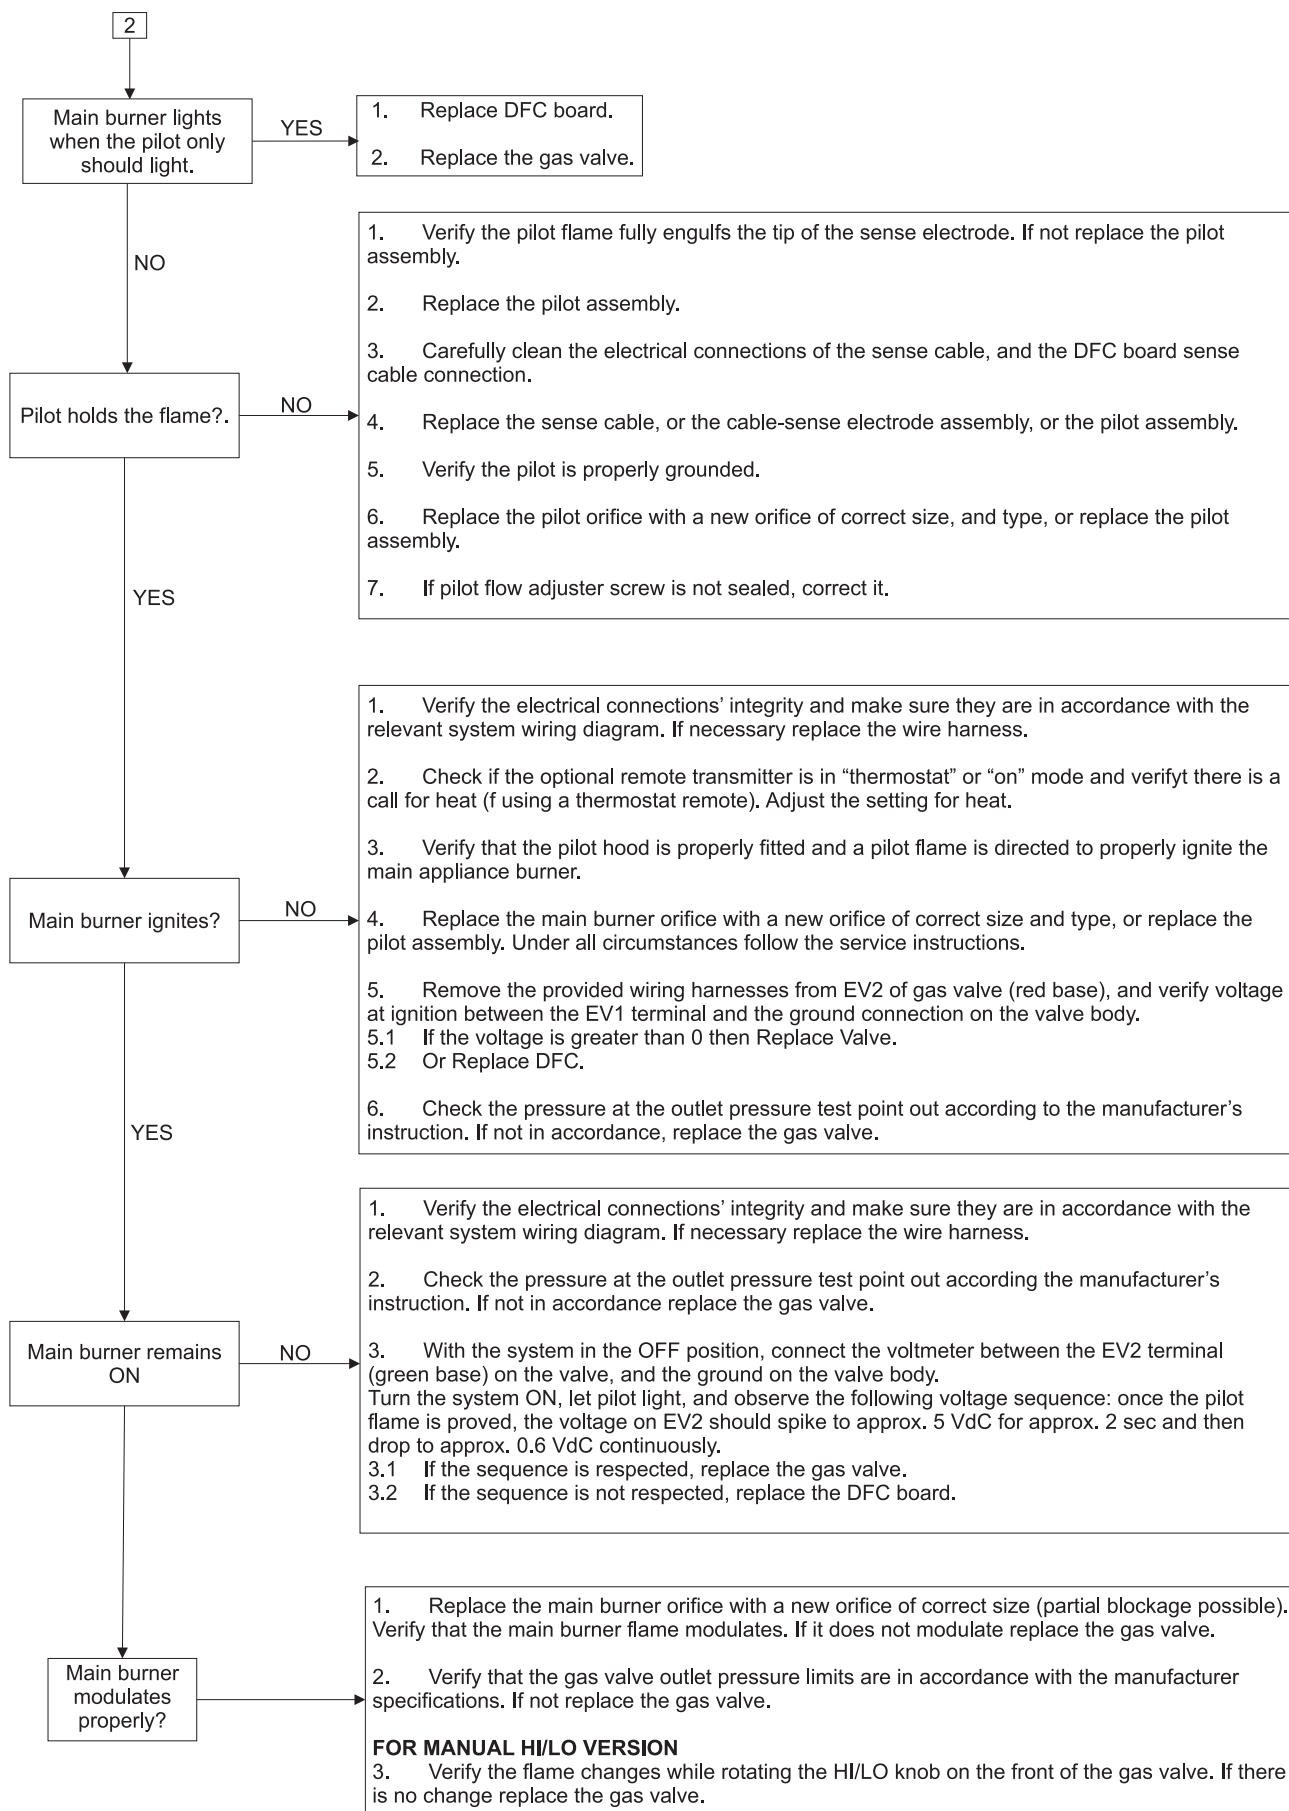 2
Main burner lights
when the pilot only
should light.
YES
1. Replace DFC board.
2. Replace the gas valve.
NO
1. Verify the pilot flame fully engulfs the tip of the sense electrode. If not replace the pilot
assembly.
2. Replace the pilot assembly.
3. Carefully clean the electrical connections of the sense cable, and the DFC board sense
cable connection.
4. Replace the sense cable, or the cable-sense electrode assembly, or the pilot assembly.
5. Verify the pilot is properly grounded.
6. Replace the pilot orifice with a new orifice of correct size, and type, or replace the pilot
assembly.
7. If pilot flow adjuster screw is not sealed, correct it.
Pilot holds the flame?.
NO
YES
1. Verify the electrical connections’ integrity and make sure they are in accordance with the
relevant system wiring diagram. If necessary replace the wire harness.
2. Check if the optional remote transmitter is in “thermostat” or “on” mode and verifyt there is a
call for heat (f using a thermostat remote). Adjust the setting for heat.
3. Verify that the pilot hood is properly fitted and a pilot flame is directed to properly ignite the
main appliance burner.
4. Replace the main burner orifice with a new orifice of correct size and type, or replace the
pilot assembly. Under all circumstances follow the service instructions.
5. Remove the provided wiring harnesses from EV2 of gas valve (red base), and verify voltage
at ignition between the EV1 terminal and the ground connection on the valve body.
5.1 If the voltage is greater than 0 then Replace Valve.
5.2 Or Replace DFC.
6. Check the pressure at the outlet pressure test point out according to the manufacturer’s
instruction. If not in accordance, replace the gas valve.
Main burner ignites?
NO
YES
1. Verify the electrical connections’ integrity and make sure they are in accordance with the
relevant system wiring diagram. If necessary replace the wire harness.
2. Check the pressure at the outlet pressure test point out according the manufacturer’s
instruction. If not in accordance replace the gas valve.
3. With the system in the OFF position, connect the voltmeter between the EV2 terminal
(green base) on the valve, and the ground on the valve body.
Turn the system ON, let pilot light, and observe the following voltage sequence: once the pilot
flame is proved, the voltage on EV2 should spike to approx. 5 VdC for approx. 2 sec and then
drop to approx. 0.6 VdC continuously.
3.1 If the sequence is respected, replace the gas valve.
3.2 If the sequence is not respected, replace the DFC board.
Main burner remains
ON
NO
1. Replace the main burner orifice with a new orifice of correct size (partial blockage possible).
Verify that the main burner flame modulates. If it does not modulate replace the gas valve.
2. Verify that the gas valve outlet pressure limits are in accordance with the manufacturer
specifications. If not replace the gas valve.
FOR MANUAL HI/LO VERSION
3. Verify the flame changes while rotating the HI/LO knob on the front of the gas valve. If there
is no change replace the gas valve.
Main burner
modulates
properly?